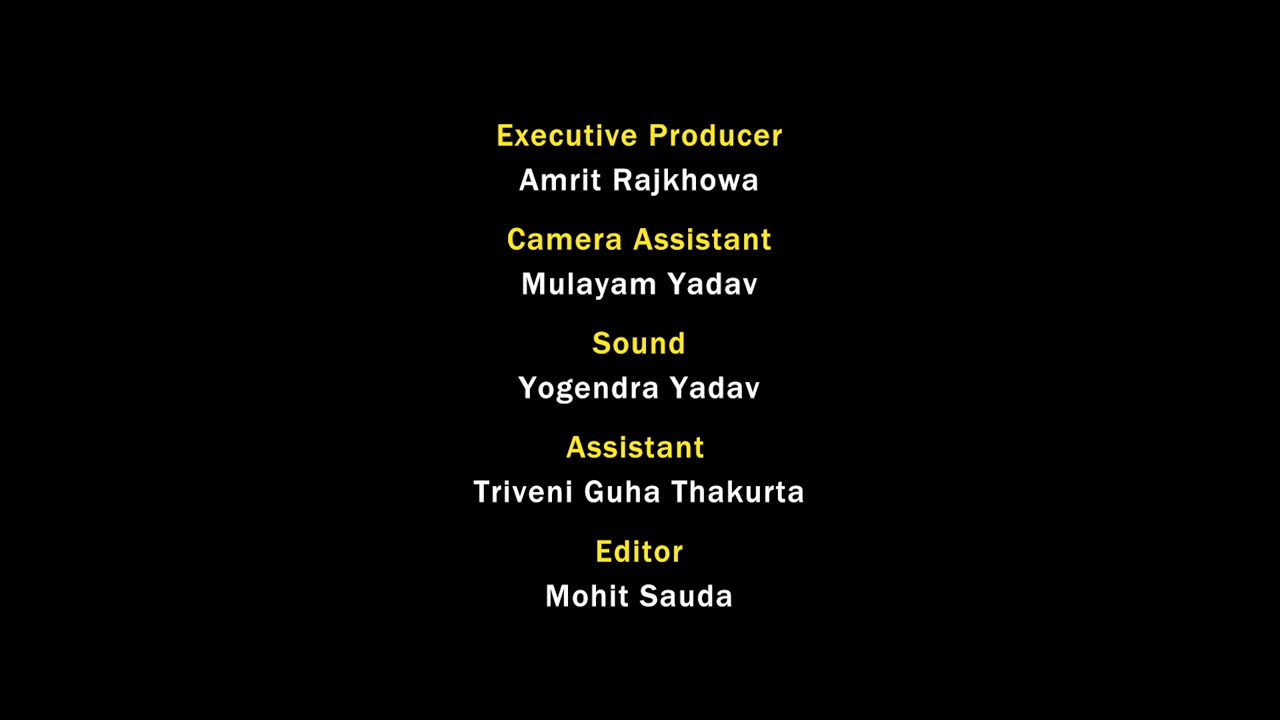 Executive Producer
Amrit Rajkhowa
Camera Assistant
Mulayam Yadav
Sound
Yogendra Yadav
Assistant
Triveni Guha Thakurta
Editor
Mohit Sauda